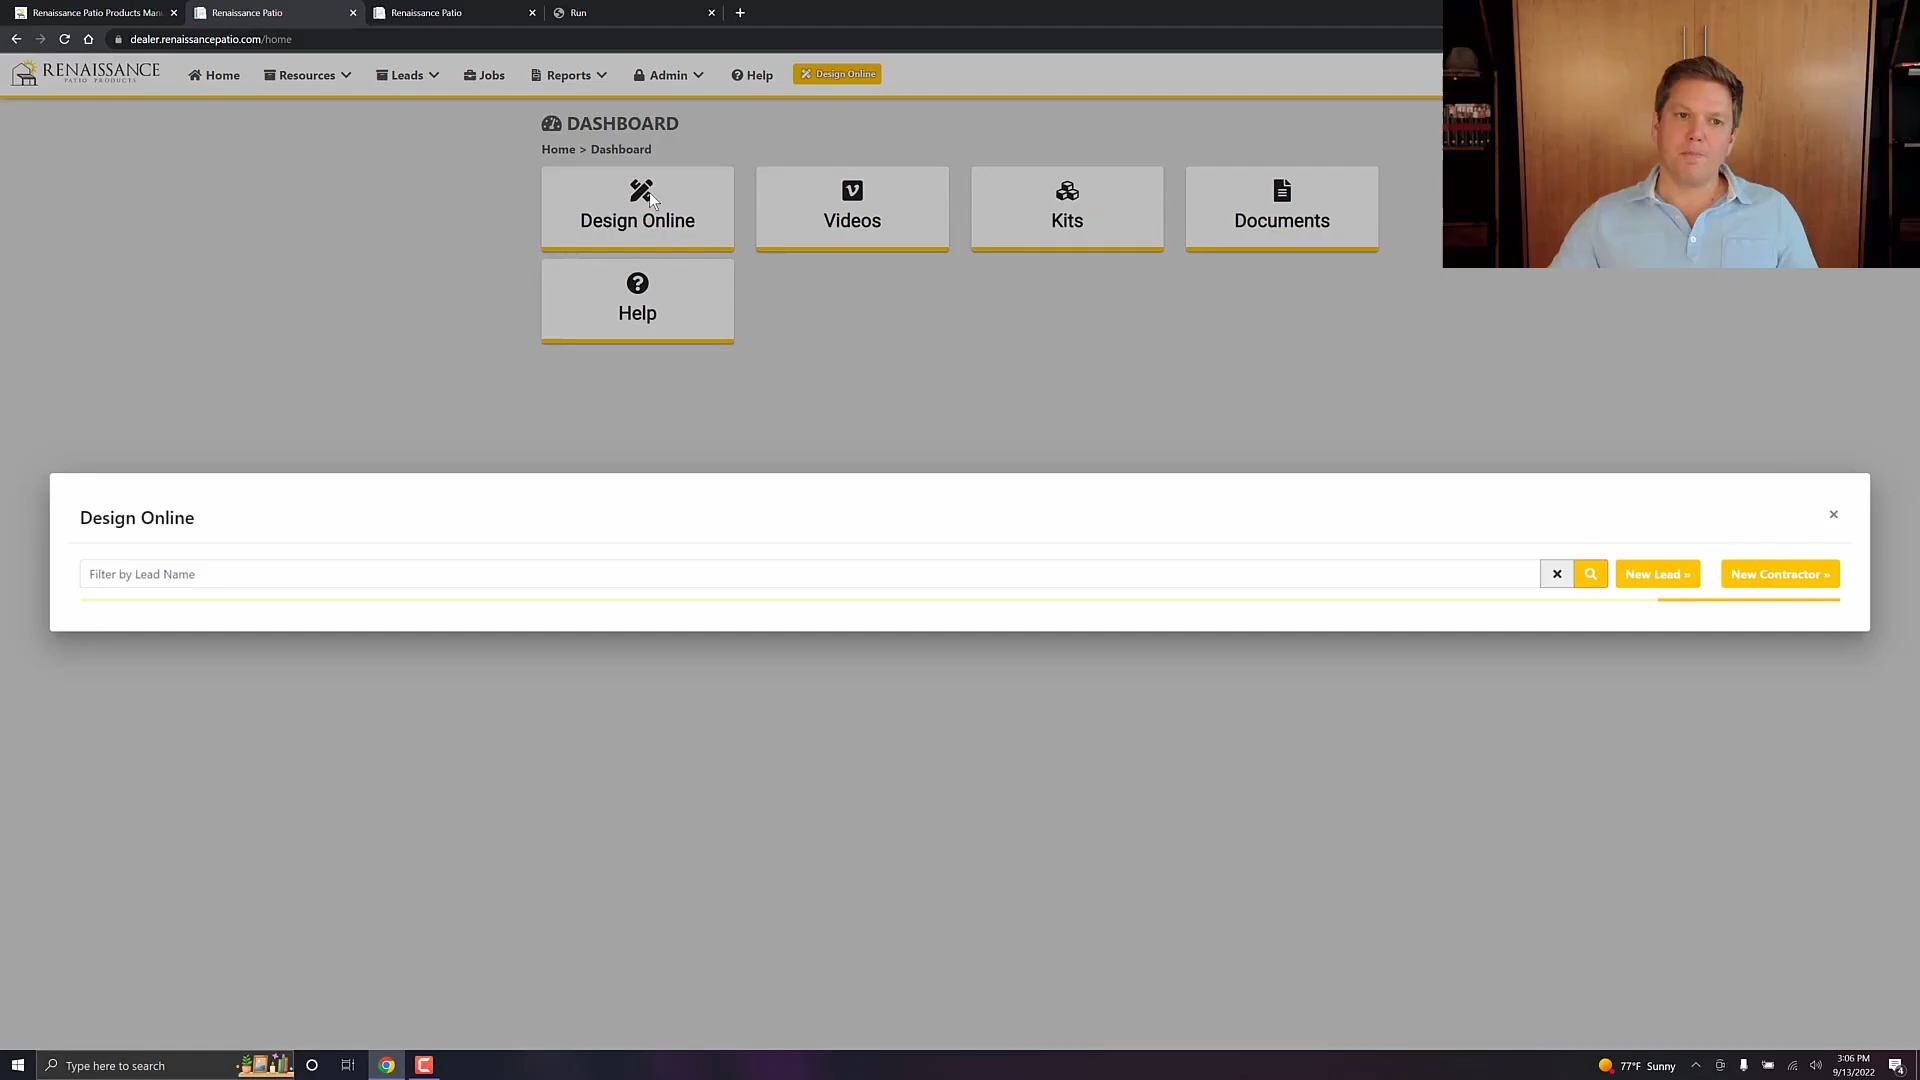 Renaissance Patio Products Man
Renaissance Patio
Renaissance Patio
Run
dealer.renaissancepatio.com/home
RENAISSANCE
PATIO PRODUCTS
Home
Resources
Leads
Jobs
Reports
Admin
Help
Design Online
DASHBOARD
Home > Dashboard
Design Online
Videos
Kits
Documents
Help
Design Online
Filter by Lead Name
New Lead »
New Contractor »
Type here to search
77°F Sunny
3:06 PM
9/13/2022
4